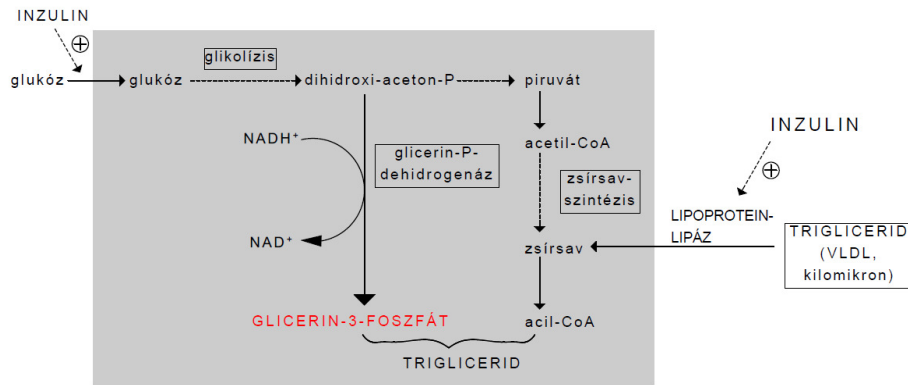 INZULIN
glukóz
glukóz
glikolízis
dihidroxi-aceton-P
piruvát
NADH+
glicerin-P-
dehidrogenáz
acetil-CoA
INZULIN
zsírsav-
szintézis
NAD+
zsírsav
LIPOPROTEIN-
LIPÁZ
TRIGLICERID
(VLDL,
kilomikron)
GLICERIN-3-FOSZFÁT
acil-CoA
TRIGLICERID